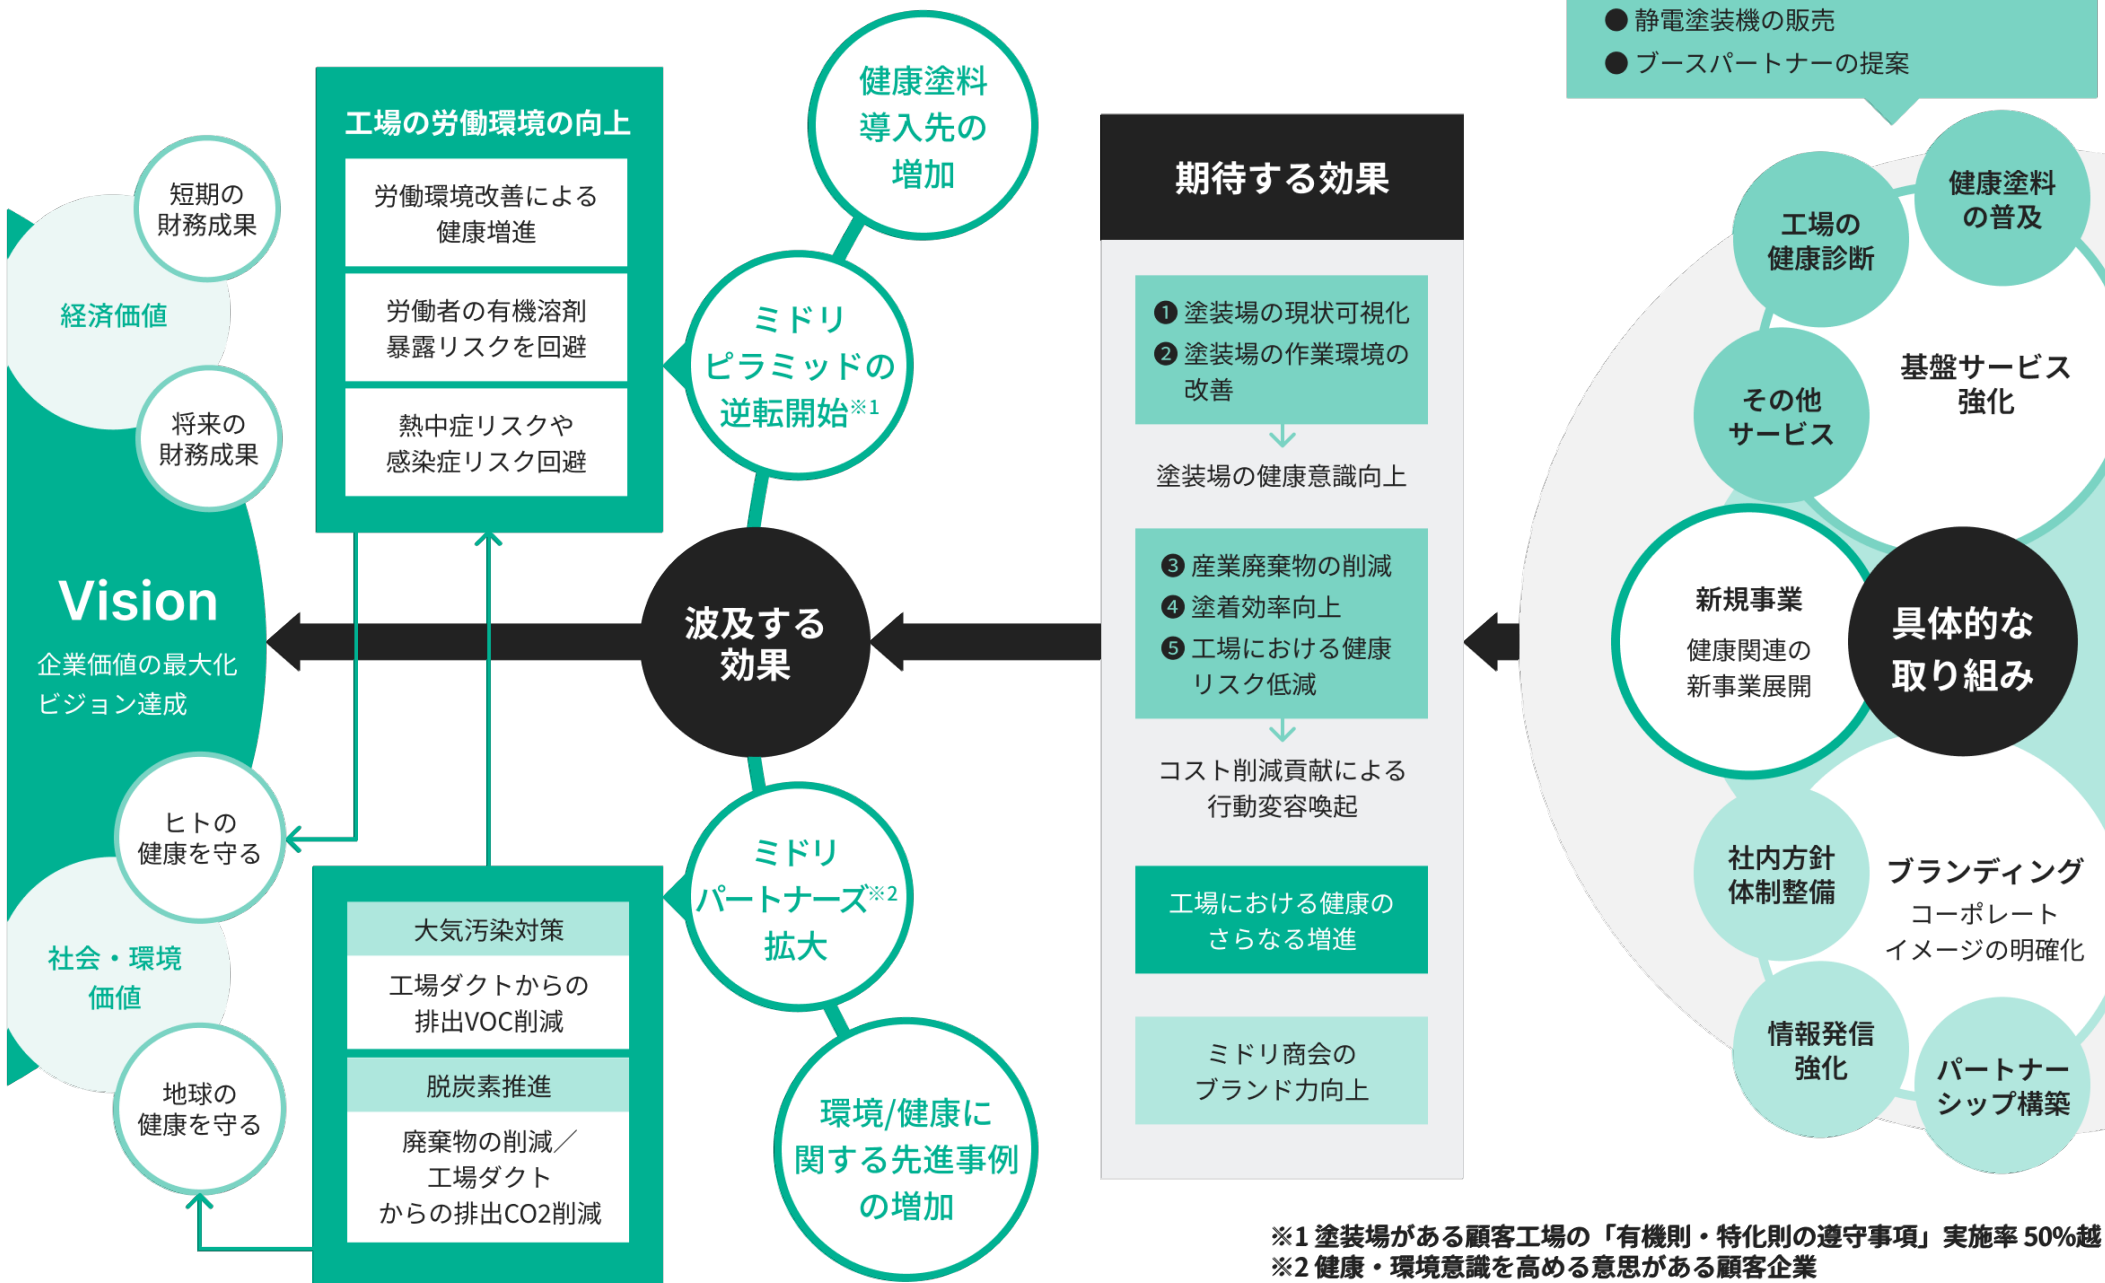 ● 静電塗装機の販売
● ブースパートナーの提案
健康塗料
の普及
工場の
健康診断
その他
サービス
基盤サービス
強化
新規事業
健康関連の
新事業展開
具体的な
取り組み
社内方針
体制整備
ブランディング
コーポレート
イメージの明確化
情報発信
強化
パートナー
シップ構築
期待する効果
❶ 塗装場の現状可視化
❷ 塗装場の作業環境の
改善
塗装場の健康意識向上
❸ 産業廃棄物の削減
❹ 塗着効率向上
❺ 工場における健康
リスク低減
コスト削減貢献による
行動変容喚起
工場における健康の
さらなる増進
ミドリ商会の
ブランド力向上
健康塗料
導入先の
増加
ミドリ
ピラミッドの
逆転開始※1
波及する
効果
ミドリ
パートナーズ※2
拡大
環境/健康に
関する先進事例
の増加
工場の労働環境の向上
労働環境改善による
健康増進
労働者の有機溶剤
暴露リスクを回避
熱中症リスクや
感染症リスク回避
大気汚染対策
工場ダクトからの
排出VOC削減
脱炭素推進
廃棄物の削減／
工場ダクト
からの排出CO2削減
短期の
財務成果
経済価値
将来の
財務成果
Vision
企業価値の最大化
ビジョン達成
ヒトの
健康を守る
社会・環境
価値
地球の
健康を守る
※1 塗装場がある顧客工場の「有機則・特化則の遵守事項」実施率 50%越
※2 健康・環境意識を高める意思がある顧客企業